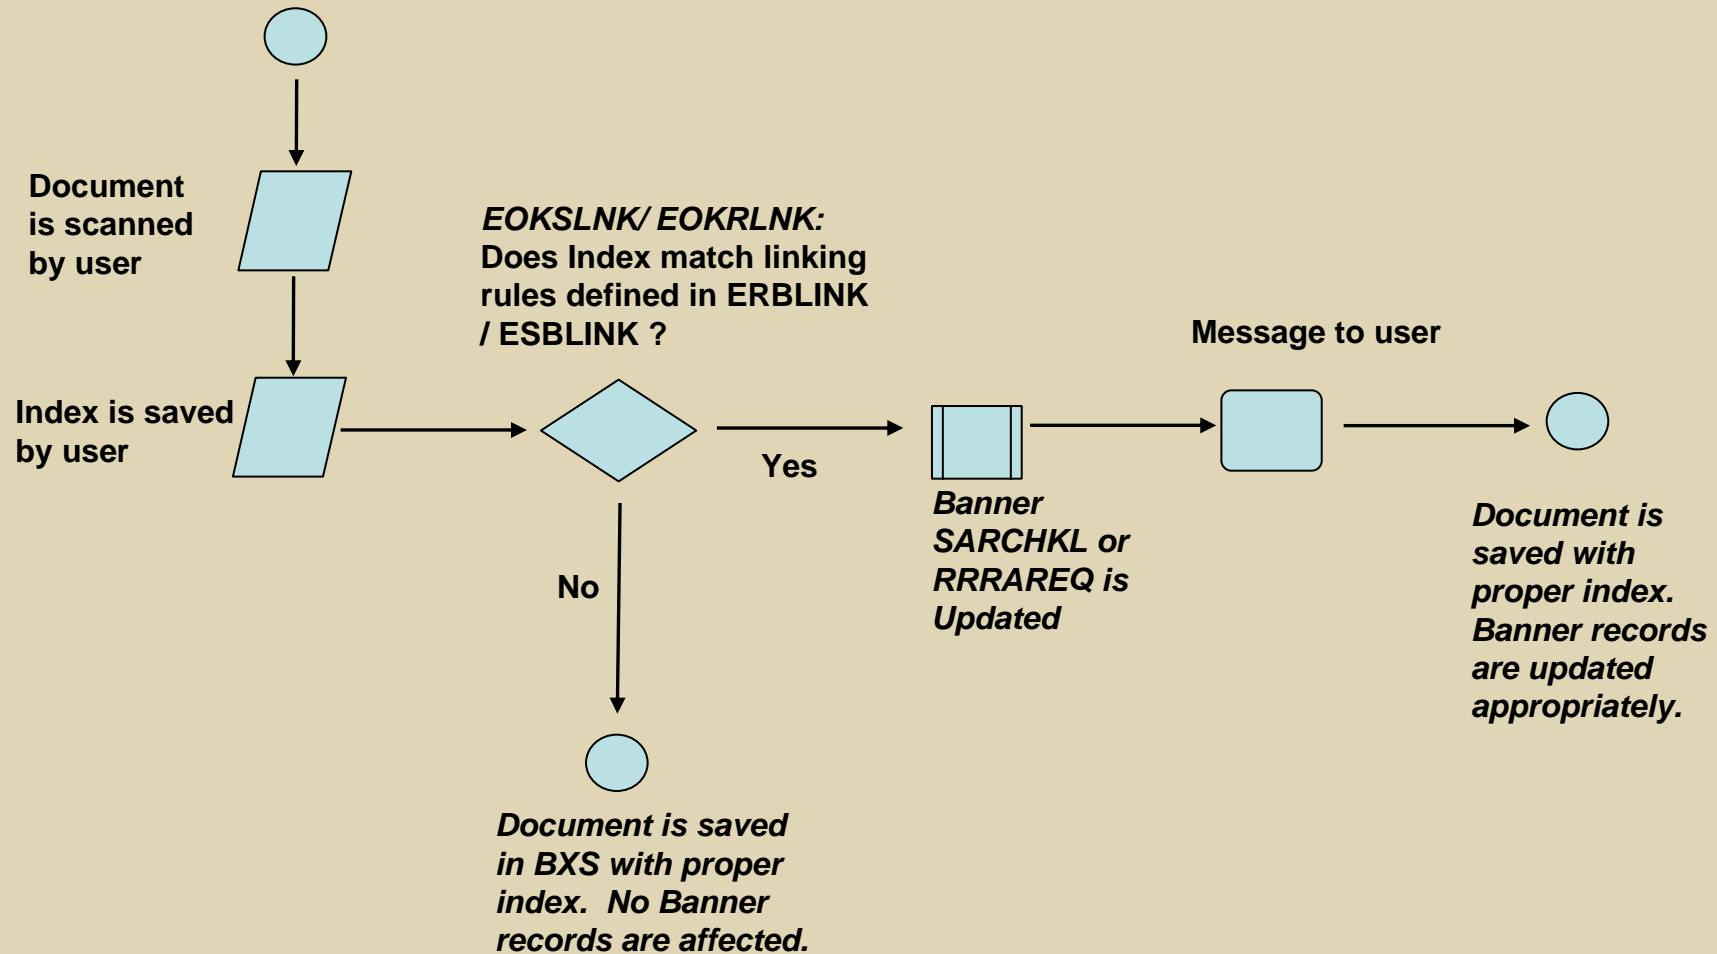 Document
is scanned
by user
EOKSLNK/ EOKRLNK:
Does Index match linking
rules defined in ERBLINK
/ ESBLINK ?
Message to user
Index is saved
by user
Yes
Banner
SARCHKL or
RRRAREQ is
Updated
Document is
saved with
proper index.
Banner records
are updated
appropriately.
No
Document is saved
in BXS with proper
index.  No Banner
records are affected.